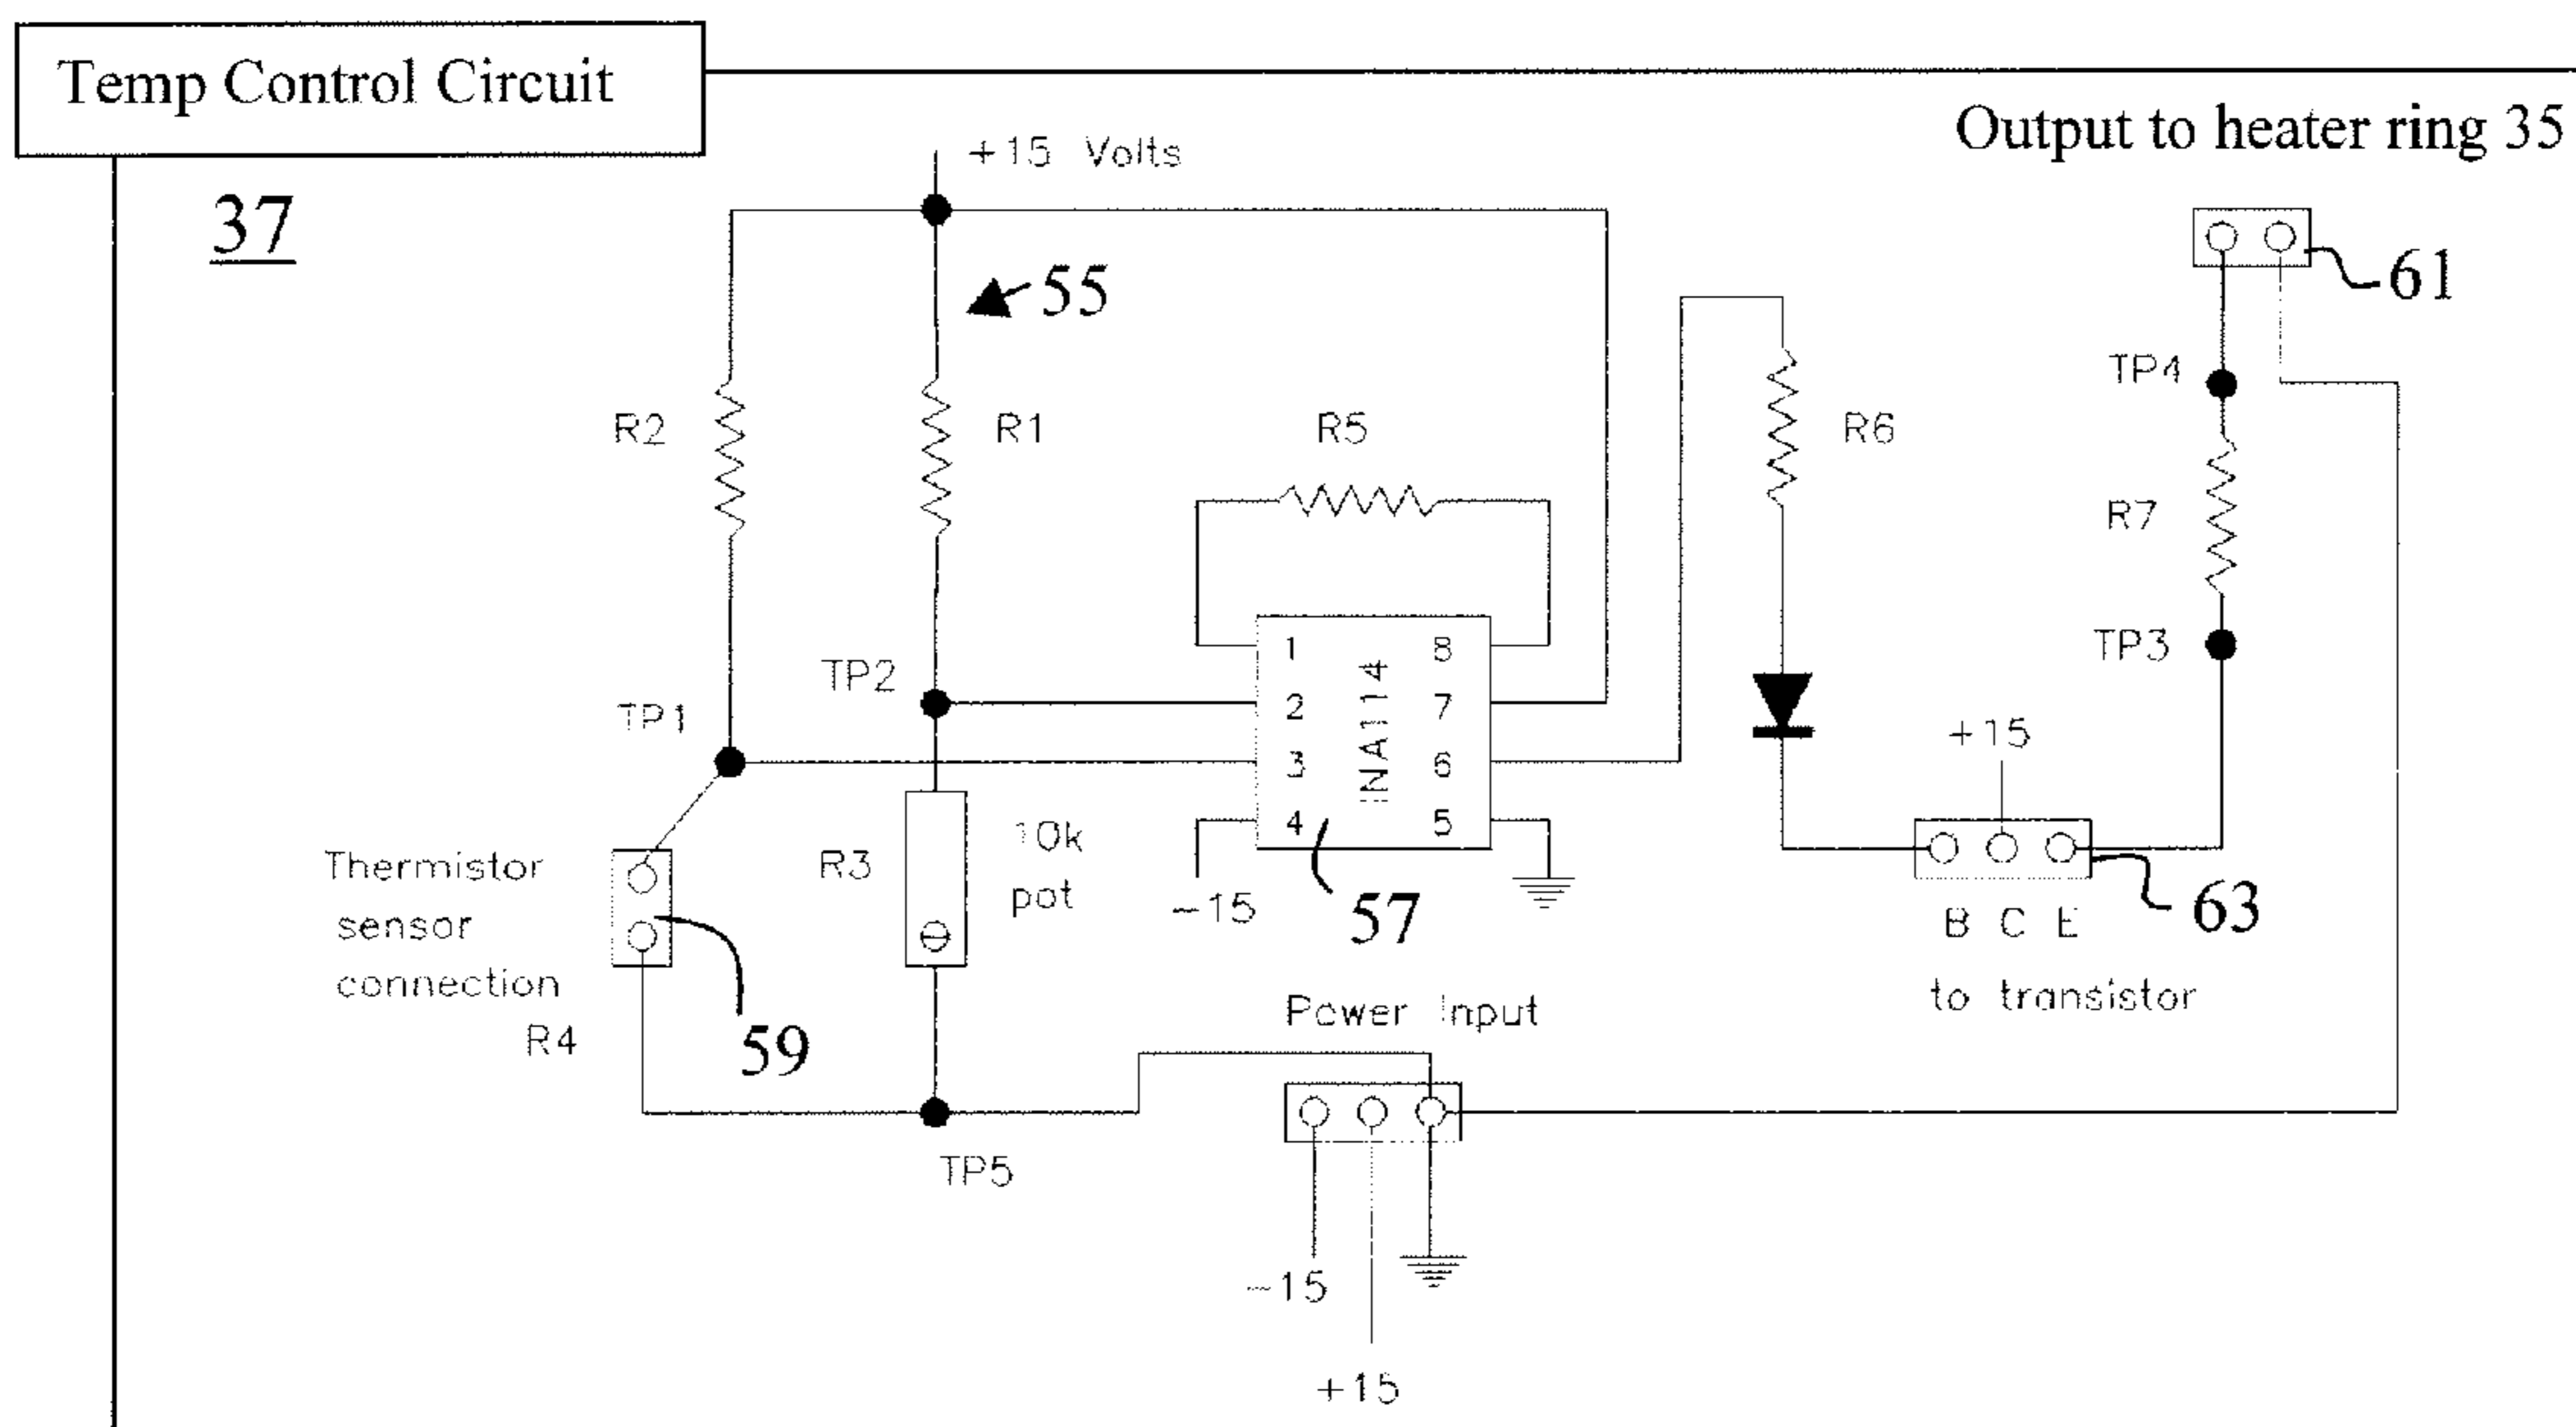 Temp Control Circuit
Output to heater ring 35
37
+15 Volts
55
61
TP4
R2
R1
R5
R6
R7
TP3
TP2
TP1
1
8
2
7
3
6
4
5
INA114
+15
Thermistor
sensor
connection
R4
R3
10k
pot
-15
57
59
63
B C E
to transistor
Power Input
TP5
-15
+15